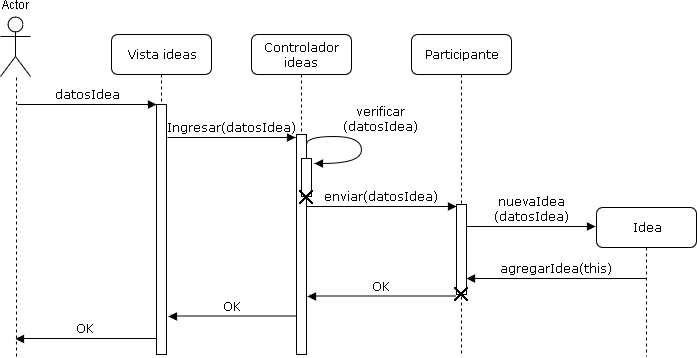 Actor
Vista ideas
Controlador
ideas
Participante
datosIdea
Ingresar(datosIdea)
verificar
(datosIdea)
enviar(datosIdea)
nuevaIdea
(datosIdea)
Idea
agregarIdea(this)
OK
OK
OK